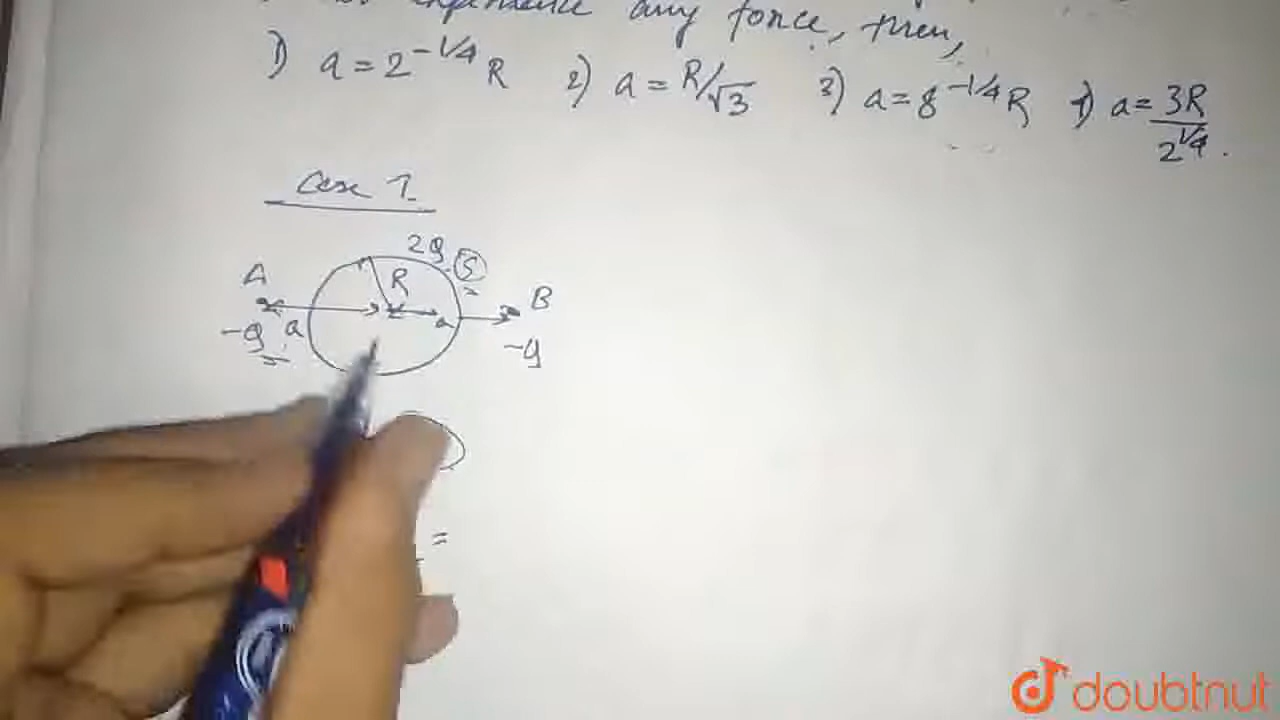 experience any force, then,
1) a = 2^-1/4 R 2) a = R/√3 3) a = 8^-1/4 R 4) a = 3R/2^1/4.
Case 1
2Q S
A R B
-Q a a -Q
=
doubtnut